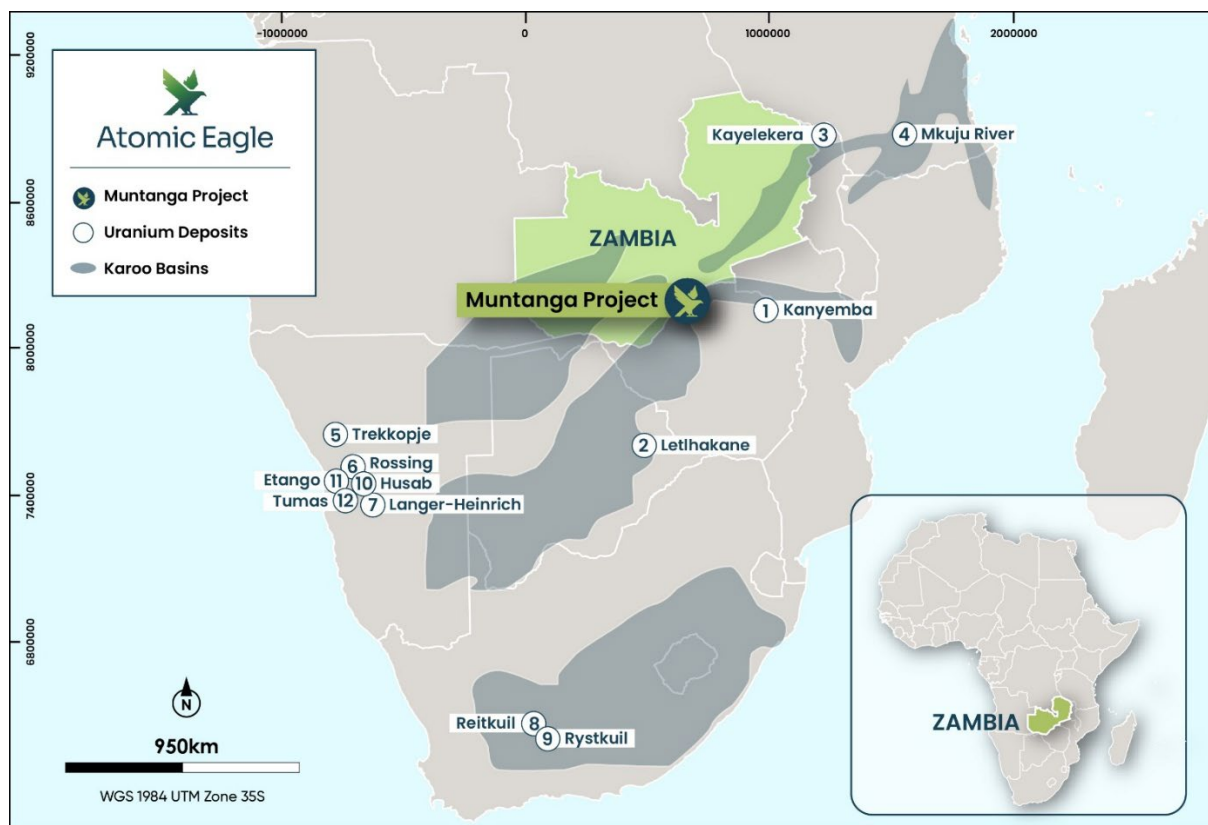 -1000000
0
1000000
2000000
9200000
8600000
8000000
7400000
6800000
Atomic Eagle
Muntanga Project
Uranium Deposits
Karoo Basins
Kayelekera 3
4 Mkuju River
ZAMBIA
Muntanga Project
1 Kanyemba
5 Trekkopje
2 Letlhakane
6 Rossing
Etango 11
10 Husab
Tumas 12
7 Langer-Heinrich
Reitkuil 8
9 Rystkuil
N
950km
WGS 1984 UTM Zone 35S
ZAMBIA